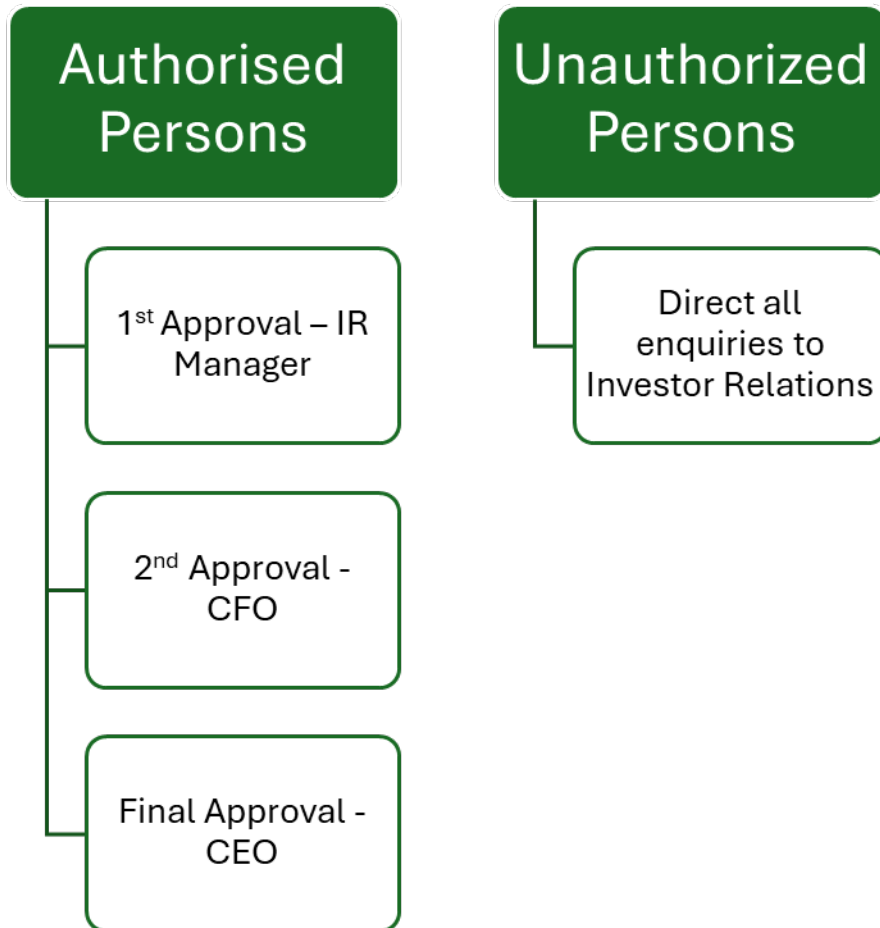 Authorised
Persons
1st Approval – IR
Manager
2nd Approval -
CFO
Final Approval -
CEO
Unauthorized
Persons
Direct all
enquiries to
Investor Relations